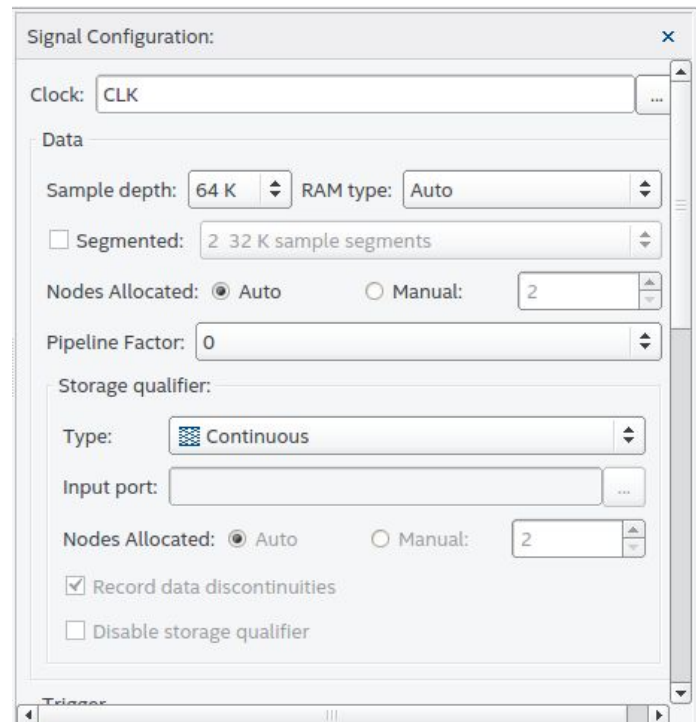 Signal Configuration:
Clock: CLK ...
Data
Sample depth: 64 K RAM type: Auto
Segmented: 2 32 K sample segments
Nodes Allocated: Auto Manual: 2
Pipeline Factor: 0
Storage qualifier:
Type: Continuous
Input port: ...
Nodes Allocated: Auto Manual: 2
Record data discontinuities
Disable storage qualifier
Trigger